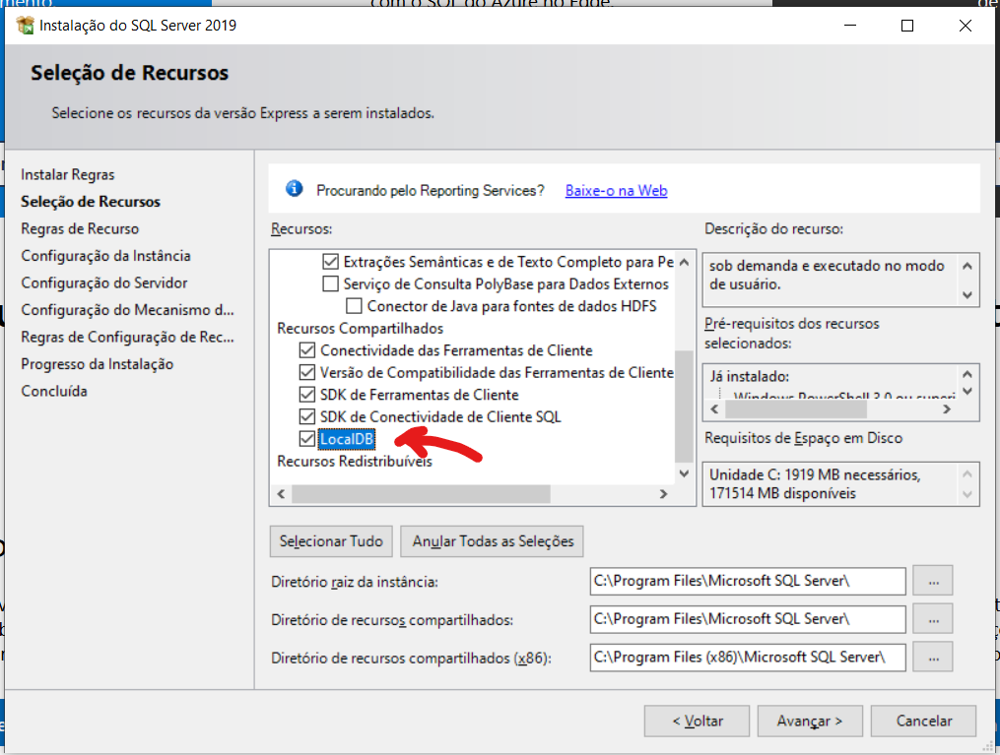 com o SQL do Azure no Edge.
Instalação do SQL Server 2019
Seleção de Recursos
Selecione os recursos da versão Express a serem instalados.
Instalar Regras
Seleção de Recursos
Regras de Recurso
Configuração da Instância
Configuração do Servidor
Configuração do Mecanismo d...
Regras de Configuração de Rec...
Progresso da Instalação
Concluída
Procurando pelo Reporting Services? Baixe-o na Web
Recursos:
Extrações Semânticas e de Texto Completo para Pe
Serviço de Consulta PolyBase para Dados Externos
Conector de Java para fontes de dados HDFS
Recursos Compartilhados
Conectividade das Ferramentas de Cliente
Versão de Compatibilidade das Ferramentas de Cliente
SDK de Ferramentas de Cliente
SDK de Conectividade de Cliente SQL
LocalDB
Recursos Redistribuíveis
Descrição do recurso:
sob demanda e executado no modo
de usuário.
Pré-requisitos dos recursos
selecionados:
Já instalado:
Windows PowerShell 3.0 ou superi
Requisitos de Espaço em Disco
Unidade C: 1919 MB necessários,
171514 MB disponíveis
Selecionar Tudo
Anular Todas as Seleções
Diretório raiz da instância:
C:\Program Files\Microsoft SQL Server\
...
Diretório de recursos compartilhados:
C:\Program Files\Microsoft SQL Server\
...
Diretório de recursos compartilhados (x86):
C:\Program Files (x86)\Microsoft SQL Server\
...
< Voltar
Avançar >
Cancelar